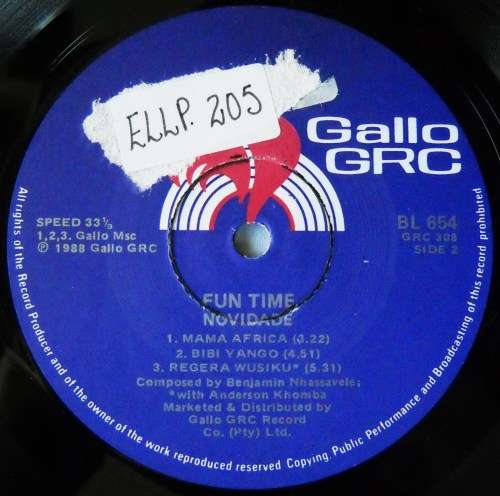 ELLP. 205
Gallo
GRC
SPEED 33⅓
1,2,3. Gallo Msc
℗ 1988 Gallo GRC
BL 654
GRC 308
SIDE 2
FUN TIME
NOVIDADE
1. MAMA AFRICA (3.22)
2. BIBI YANGO (4.51)
3. REGERA WUSIKU* (5.31)
Composed by Benjamin Nhassavele;
*with Anderson Khomba
Marketed & Distributed by
Gallo GRC Record
Co. (Pty) Ltd.
All rights of the Record Producer and of the owner of the work reproduced reserved. Copying, Public Performance, and Broadcasting of this record prohibited.